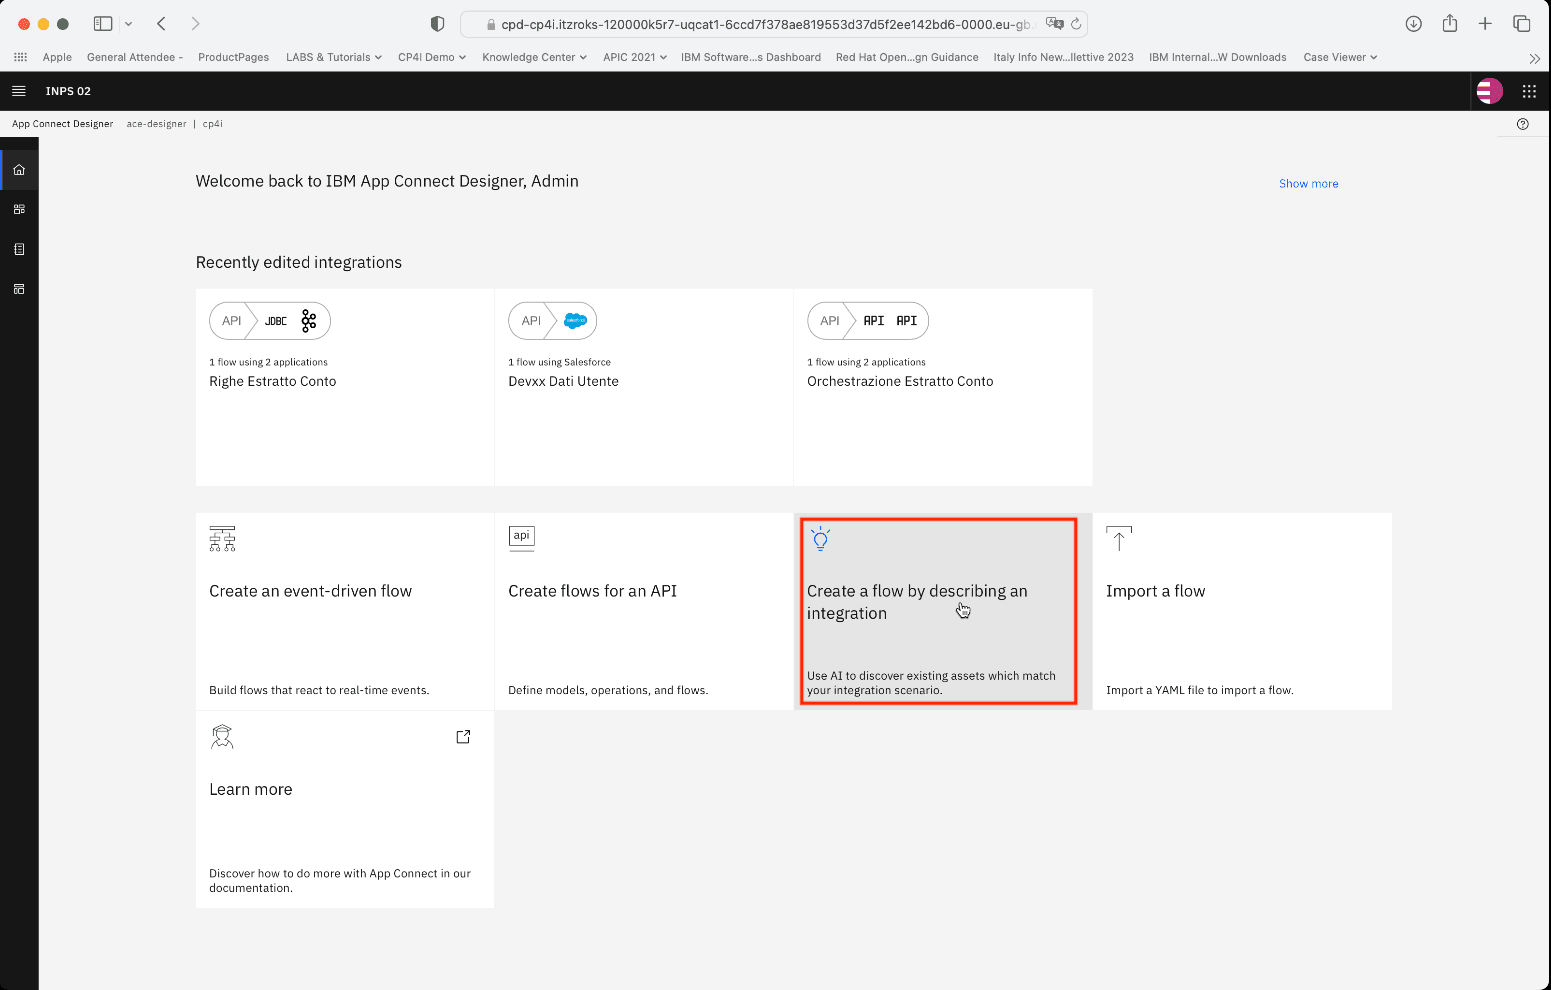 cpd-cp4i.itzroks-120000k5r7-uqcat1-6ccd7f378ae819553d37d5f2ee142bd6-0000.eu-gb.
Apple General Attendee - ProductPages LABS & Tutorials CP4I Demo Knowledge Center APIC 2021 IBM Software...s Dashboard Red Hat Open...gn Guidance Italy Info New...llettive 2023 IBM Internal...W Downloads Case Viewer
INPS 02
App Connect Designer ace-designer | cp4i
Welcome back to IBM App Connect Designer, Admin
Show more
Recently edited integrations
API JDBC
1 flow using 2 applications
Righe Estratto Conto
API salesforce
1 flow using Salesforce
Devxx Dati Utente
API API API
1 flow using 2 applications
Orchestrazione Estratto Conto
Create an event-driven flow
Build flows that react to real-time events.
api
Create flows for an API
Define models, operations, and flows.
Create a flow by describing an
integration
Use AI to discover existing assets which match
your integration scenario.
Import a flow
Import a YAML file to import a flow.
Learn more
Discover how to do more with App Connect in our
documentation.